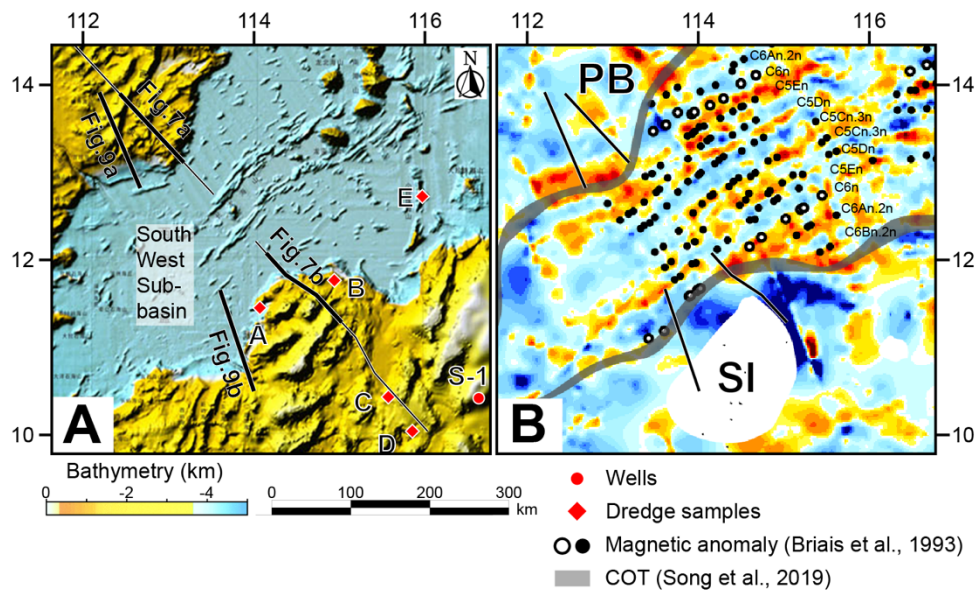 112
114
116
114
116
14
12
10
14
12
10
N
Fig.7a
Fig.9a
E
South
West
Sub-
basin
Fig.7b
B
A
Fig.9b
S-1
C
D
A
PB
C6An.2n
C6n
C5En
C5Dn
C5Cn.3n
C5Cn.3n
C5Dn
C5En
C6n
C6An.2n
C6Bn.2n
SI
B
Bathymetry (km)
0
-2
-4
0
100
200
300
km
Wells
Dredge samples
Magnetic anomaly (Briais et al., 1993)
COT (Song et al., 2019)